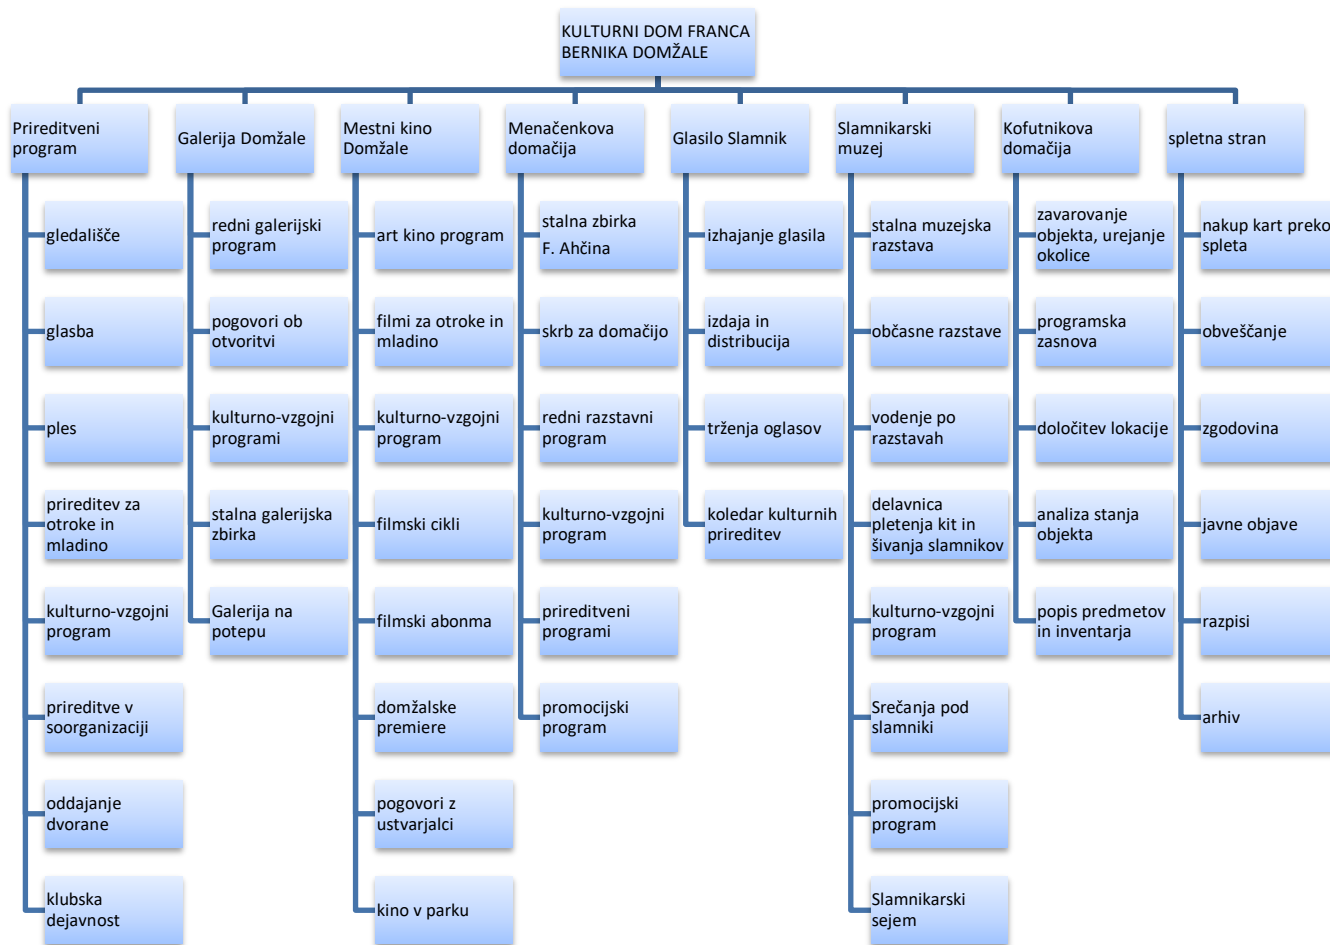 KULTURNI DOM FRANCA
BERNIKA DOMŽALE
Prireditveni
program
gledališče
glasba
ples
prireditev za
otroke in
mladino
kulturno-vzgojni
program
prireditve v
soorganizaciji
oddajanje
dvorane
klubska
dejavnost
Galerija Domžale
redni galerijski
program
pogovori ob
otvoritvi
kulturno-vzgojni
programi
stalna galerijska
zbirka
Galerija na
potepu
Mestni kino
Domžale
art kino program
filmi za otroke in
mladino
kulturno-vzgojni
program
filmski cikli
filmski abonma
domžalske
premiere
pogovori z
ustvarjalci
kino v parku
Menačenkova
domačija
stalna zbirka
F. Ahčina
skrb za domačijo
redni razstavni
program
kulturno-vzgojni
program
prireditveni
programi
promocijski
program
Glasilo Slamnik
izhajanje glasila
izdaja in
distribucija
trženja oglasov
koledar kulturnih
prireditev
Slamnikarski
muzej
stalna muzejska
razstava
občasne razstave
vodenje po
razstavah
delavnica
pletenja kit in
šivanja slamnikov
kulturno-vzgojni
program
Srečanja pod
slamniki
promocijski
program
Slamnikarski
sejem
Kofutnikova
domačija
zavarovanje
objekta, urejanje
okolice
programska
zasnova
določitev lokacije
analiza stanja
objekta
popis predmetov
in inventarja
spletna stran
nakup kart preko
spleta
obveščanje
zgodovina
javne objave
razpisi
arhiv